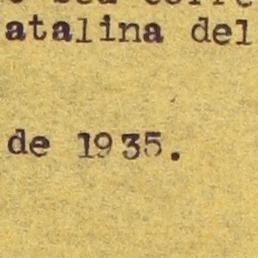 atalina del
de 1935.